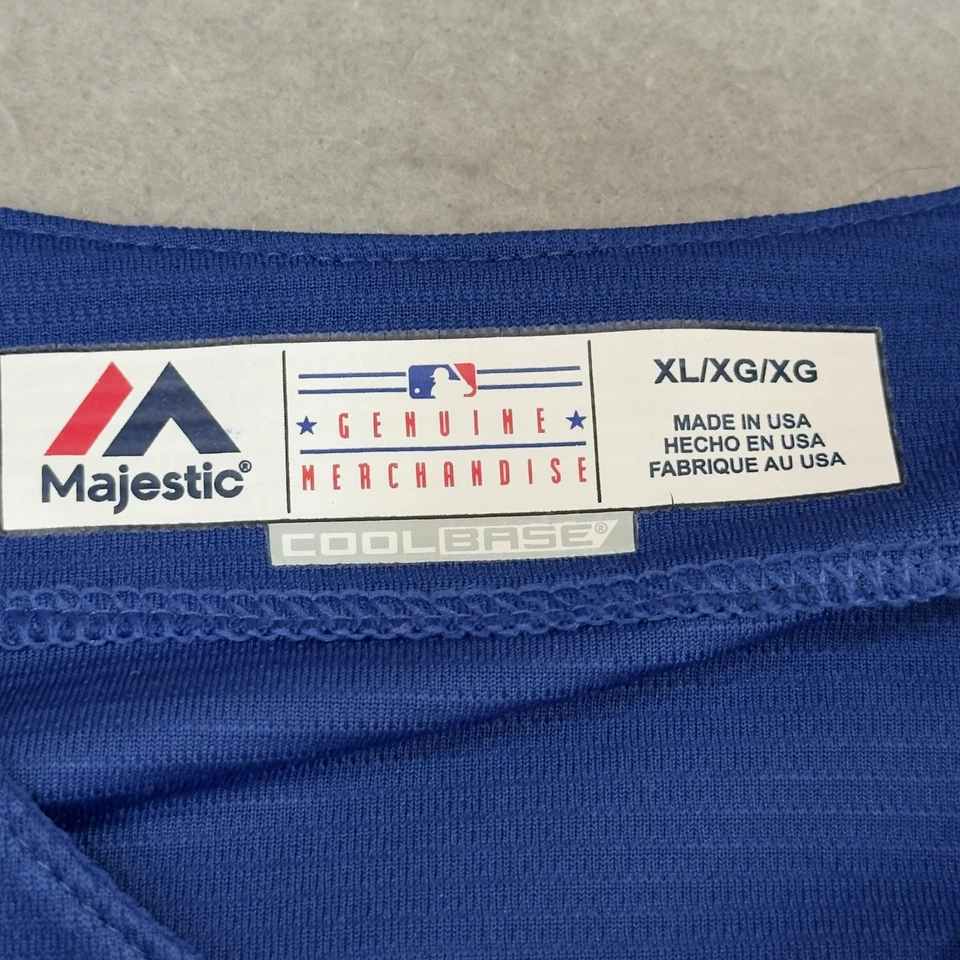 Majestic®
GENUINE
MERCHANDISE
XL/XG/XG
MADE IN USA
HECHO EN USA
FABRIQUE AU USA
COOLBASE®